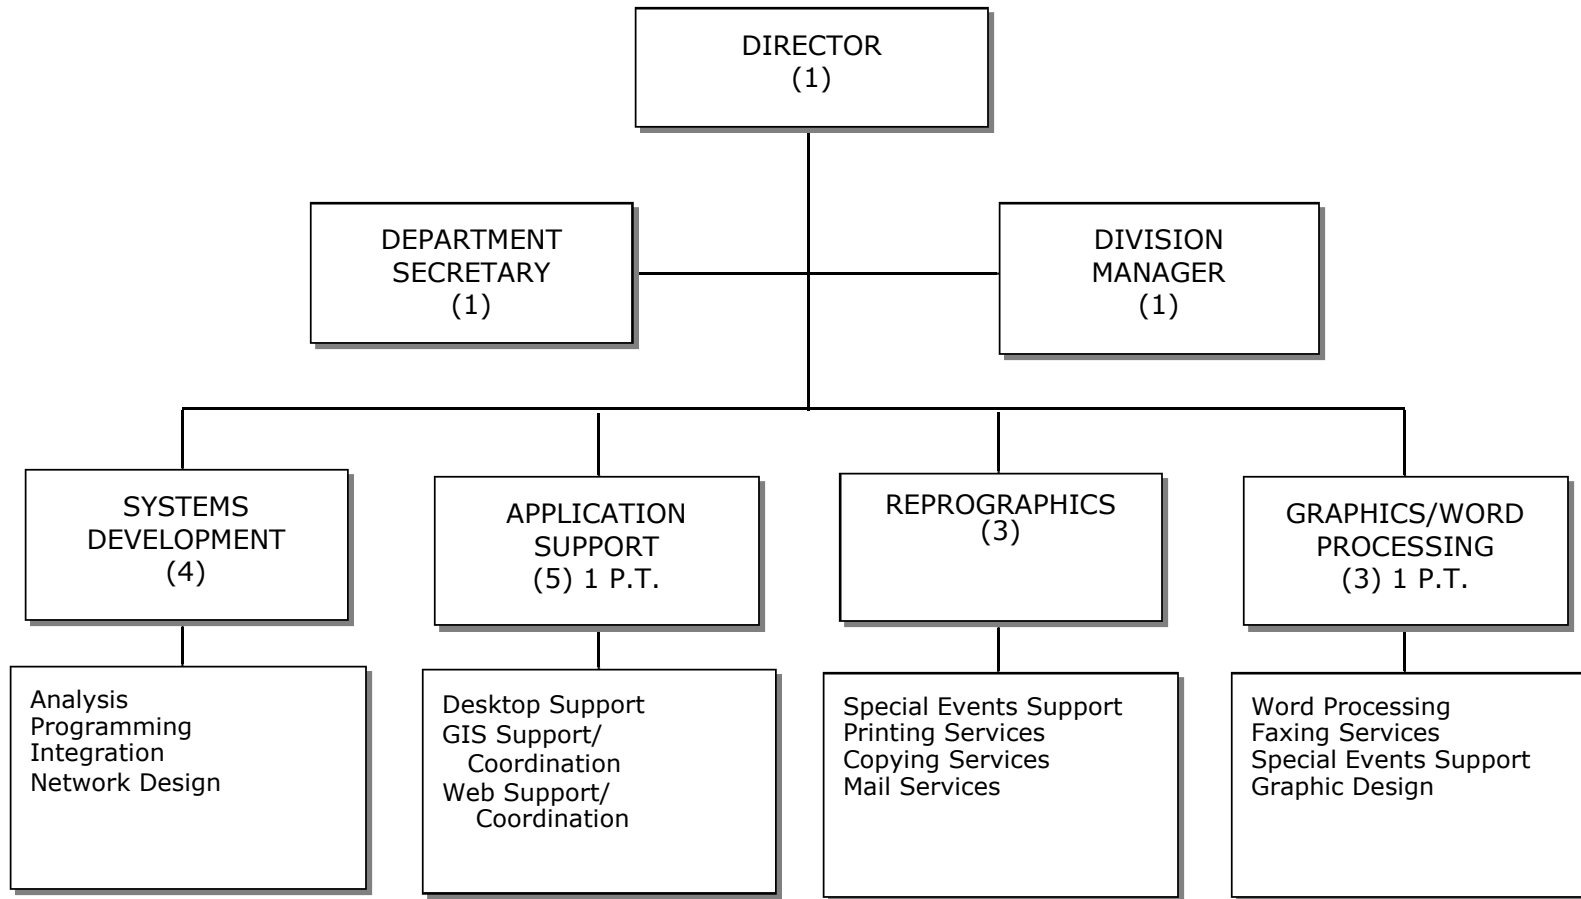 DIRECTOR
(1)
DEPARTMENT
SECRETARY
(1)
DIVISION
MANAGER
(1)
SYSTEMS
DEVELOPMENT
(4)
APPLICATION
SUPPORT
(5) 1 P.T.
REPROGRAPHICS
(3)
GRAPHICS/WORD
PROCESSING
(3) 1 P.T.
Analysis
Programming
Integration
Network Design
Desktop Support
GIS Support/
Coordination
Web Support/
Coordination
Special Events Support
Printing Services
Copying Services
Mail Services
Word Processing
Faxing Services
Special Events Support
Graphic Design